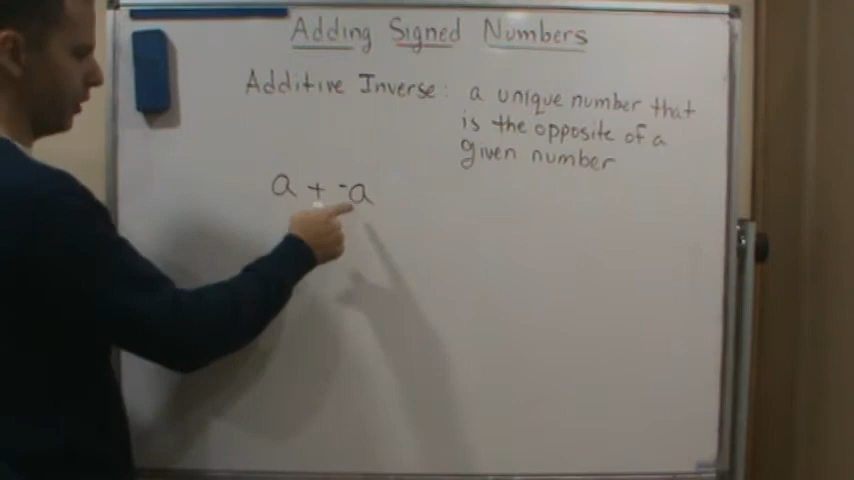 Adding Signed Numbers
Additive Inverse: a unique number that
is the opposite of a
given number
a + -a